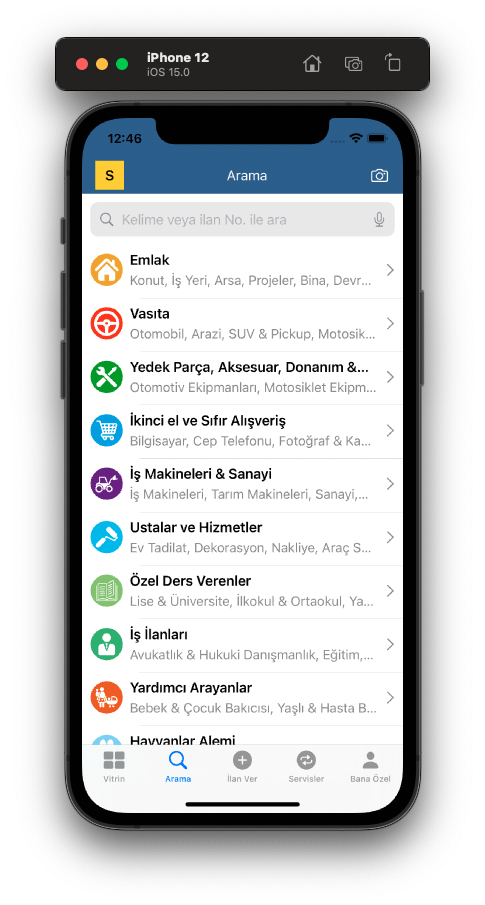 iPhone 12
iOS 15.0
12:46
S
Arama
Kelime veya ilan No. ile ara
Emlak
Konut, İş Yeri, Arsa, Projeler, Bina, Devr...
Vasıta
Otomobil, Arazi, SUV & Pickup, Motosik...
Yedek Parça, Aksesuar, Donanım &...
Otomotiv Ekipmanları, Motosiklet Ekipm...
İkinci el ve Sıfır Alışveriş
Bilgisayar, Cep Telefonu, Fotoğraf & Ka...
İş Makineleri & Sanayi
İş Makineleri, Tarım Makineleri, Sanayi,...
Ustalar ve Hizmetler
Ev Tadilat, Dekorasyon, Nakliye, Araç S...
Özel Ders Verenler
Lise & Üniversite, İlkokul & Ortaokul, Ya...
İş İlanları
Avukatlık & Hukuki Danışmanlık, Eğitim,...
Yardımcı Arayanlar
Bebek & Çocuk Bakıcısı, Yaşlı & Hasta B...
Hayvanlar Alemi
Vitrin
Arama
İlan Ver
Servisler
Bana Özel